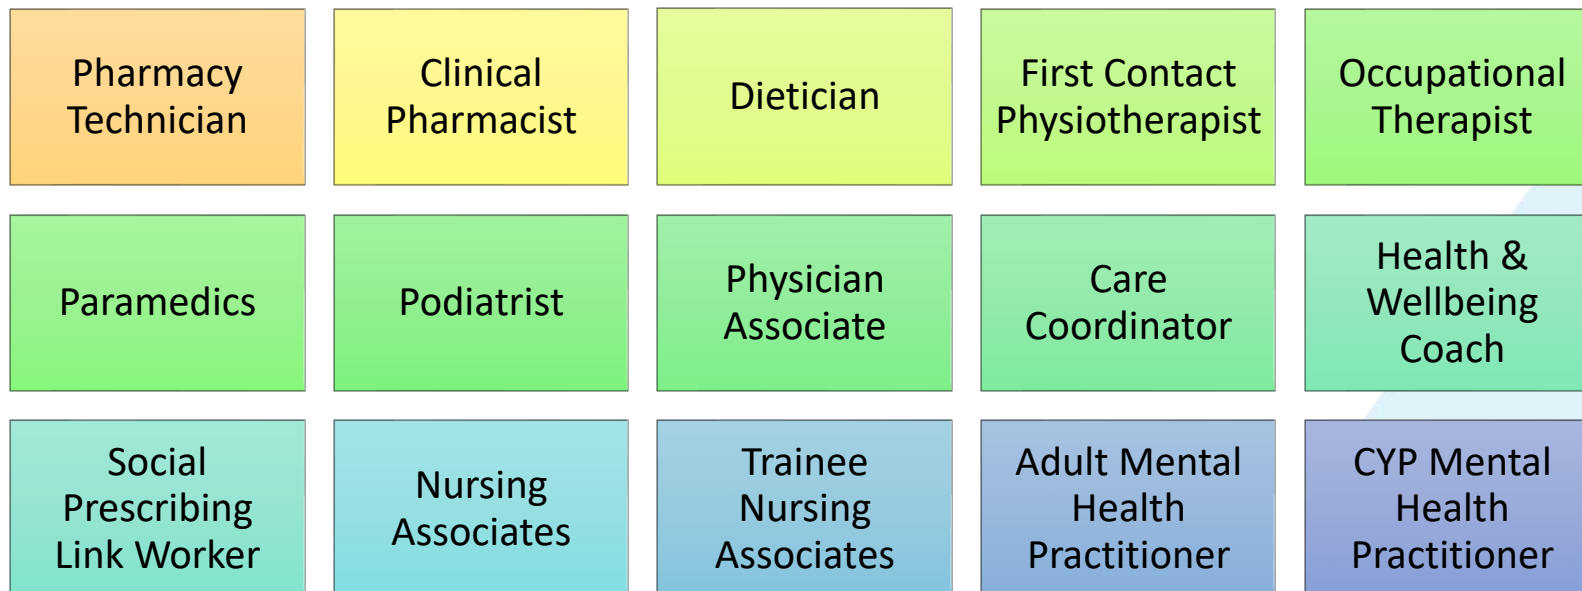 Pharmacy
Technician
Clinical
Pharmacist
Dietician
First Contact
Physiotherapist
Occupational
Therapist
Paramedics
Podiatrist
Physician
Associate
Care
Coordinator
Health &
Wellbeing
Coach
Social
Prescribing
Link Worker
Nursing
Associates
Trainee
Nursing
Associates
Adult Mental
Health
Practitioner
CYP Mental
Health
Practitioner